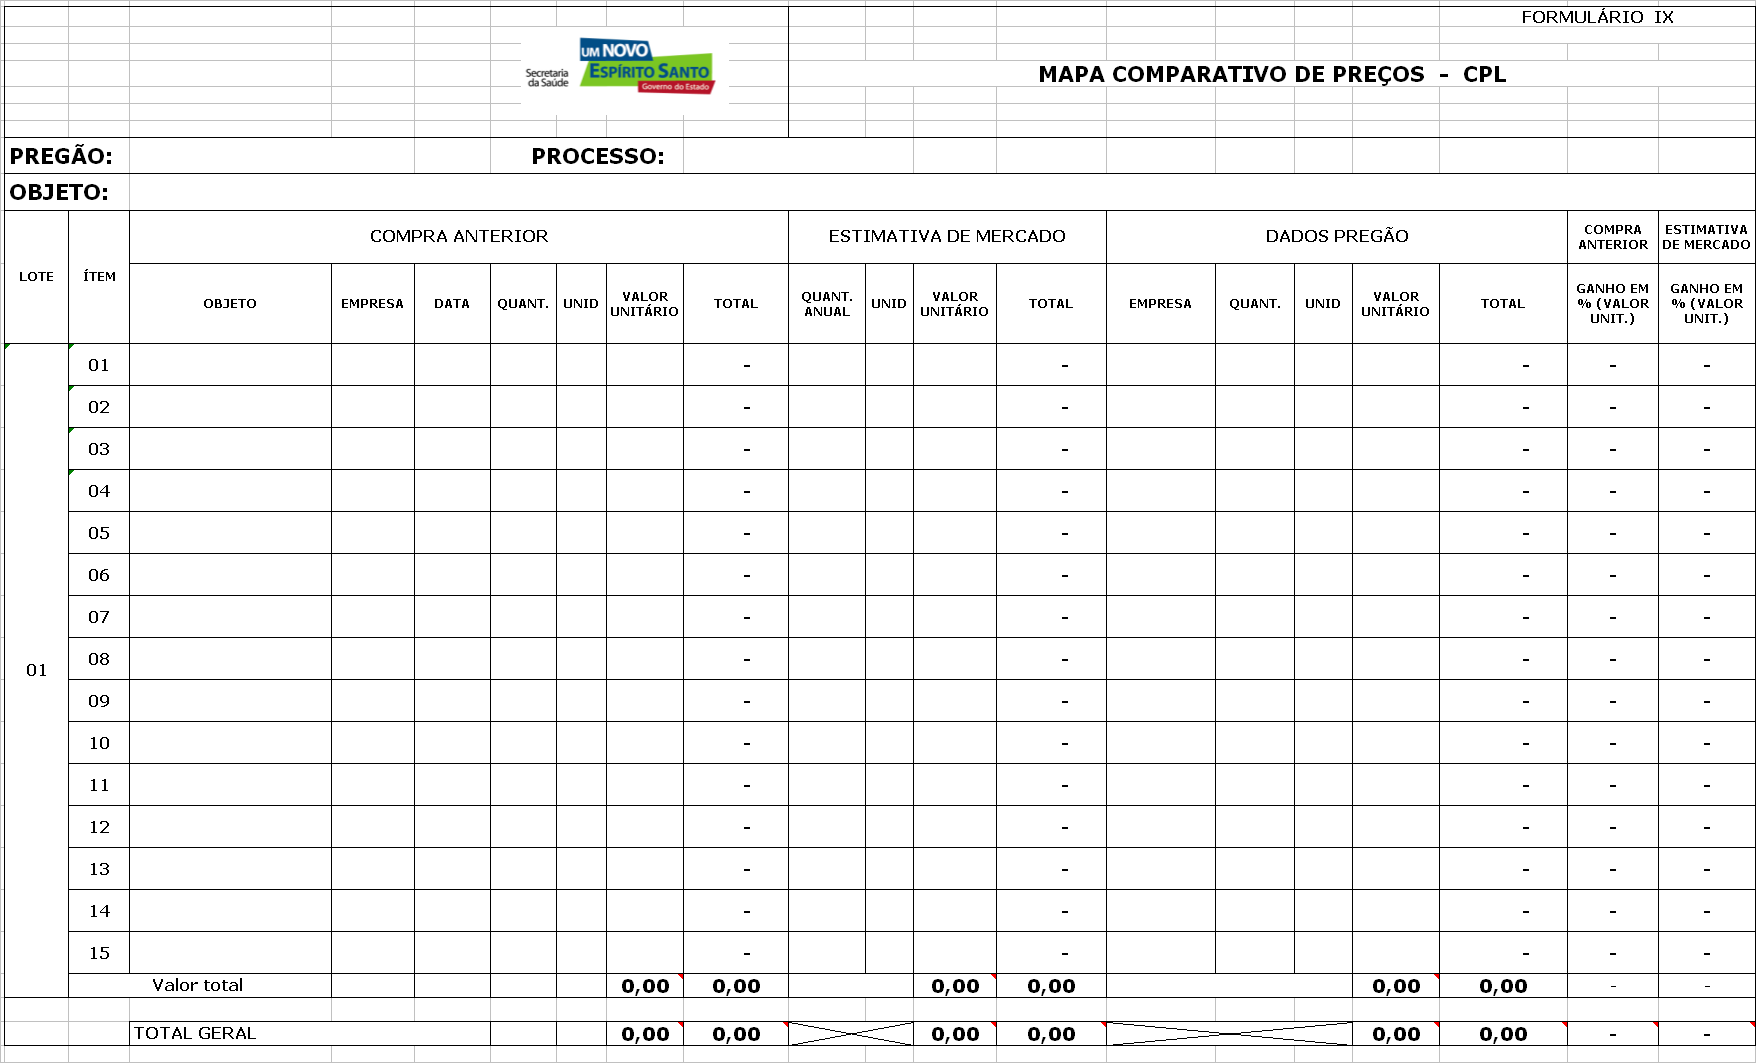 FORMULÁRIO IX
UM NOVO
ESPÍRITO SANTO
Secretaria
da Saúde
Governo do Estado
MAPA COMPARATIVO DE PREÇOS - CPL
PREGÃO: PROCESSO:
OBJETO:
LOTE ÍTEM COMPRA ANTERIOR ESTIMATIVA DE MERCADO DADOS PREGÃO COMPRA ANTERIOR ESTIMATIVA DE MERCADO
OBJETO EMPRESA DATA QUANT. UNID VALOR UNITÁRIO TOTAL QUANT. ANUAL UNID VALOR UNITÁRIO TOTAL EMPRESA QUANT. UNID VALOR UNITÁRIO TOTAL GANHO EM % (VALOR UNIT.) GANHO EM % (VALOR UNIT.)
01 - - - - -
02 - - - - -
03 - - - - -
04 - - - - -
05 - - - - -
06 - - - - -
07 - - - - -
08 - - - - -
01
09 - - - - -
10 - - - - -
11 - - - - -
12 - - - - -
13 - - - - -
14 - - - - -
15 - - - - -
Valor total 0,00 0,00 0,00 0,00 0,00 0,00 - -
TOTAL GERAL 0,00 0,00 0,00 0,00 0,00 0,00 - -